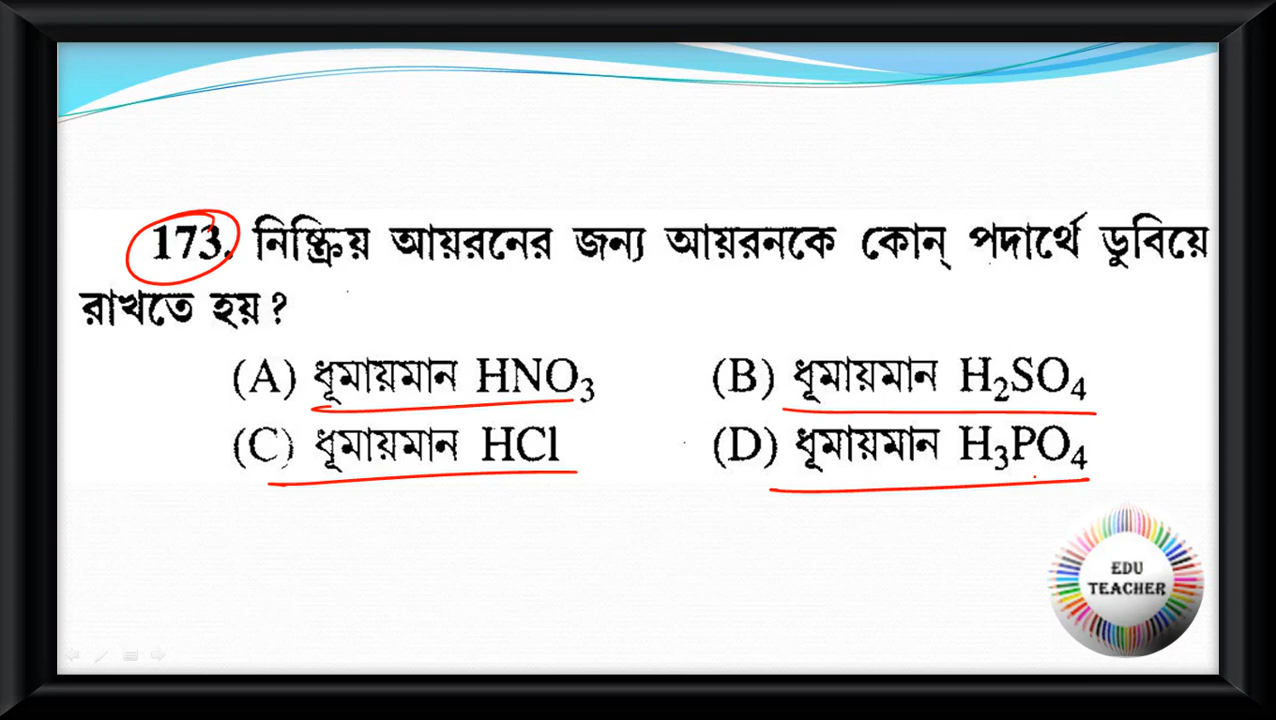 173. নিষ্ক্রিয় আয়রনের জন্য আয়রনকে কোন্ পদার্থে ডুবিয়ে
রাখতে হয়?
(A) ধূমায়মান HNO₃ (B) ধূমায়মান H₂SO₄
(C) ধূমায়মান HCl (D) ধূমায়মান H₃PO₄
EDU
TEACHER